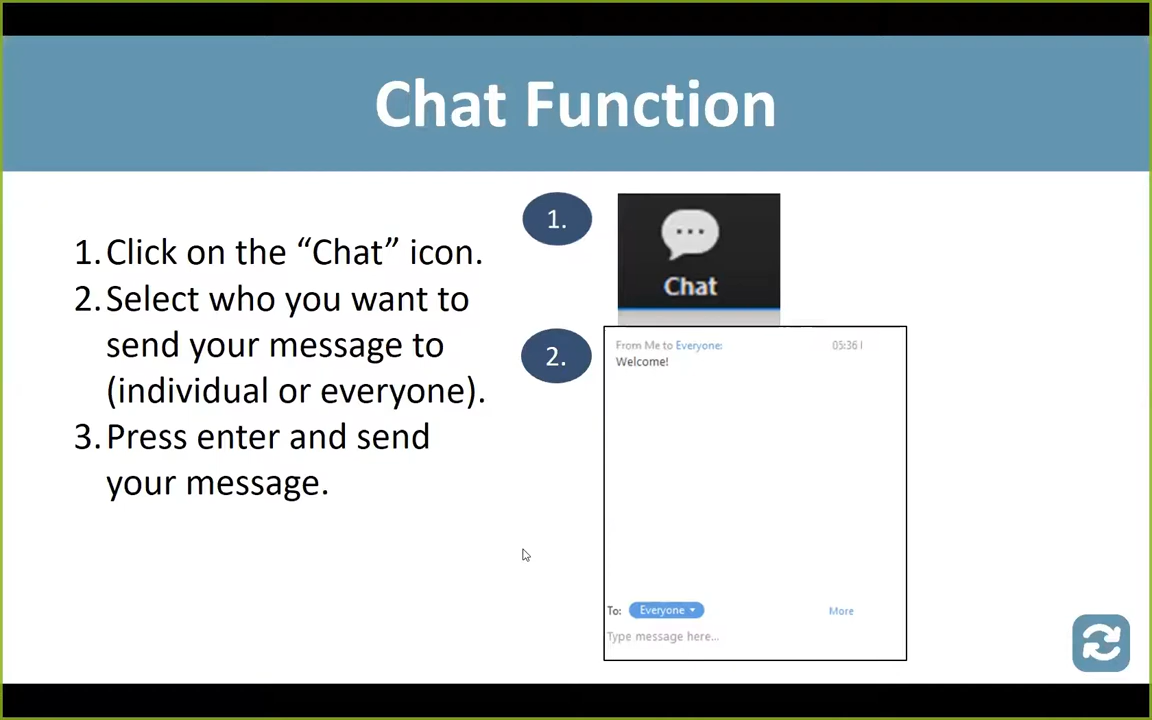 Chat Function
1. Click on the “Chat” icon.
2. Select who you want to
send your message to
(individual or everyone).
3. Press enter and send
your message.
1.
Chat
2.
From Me to Everyone:
05:36
Welcome!
To: Everyone
More
Type message here...